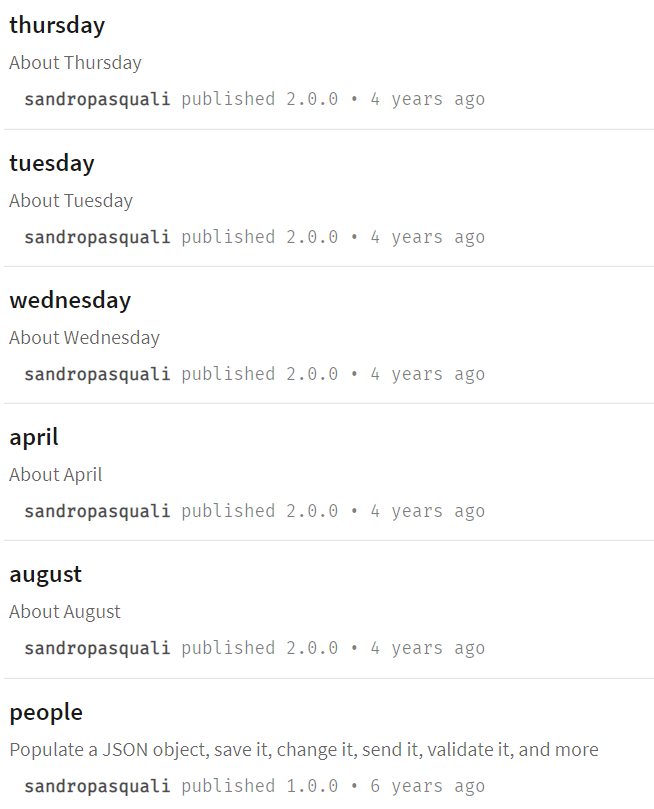 thursday
About Thursday
sandropasquali published 2.0.0 • 4 years ago
tuesday
About Tuesday
sandropasquali published 2.0.0 • 4 years ago
wednesday
About Wednesday
sandropasquali published 2.0.0 • 4 years ago
april
About April
sandropasquali published 2.0.0 • 4 years ago
august
About August
sandropasquali published 2.0.0 • 4 years ago
people
Populate a JSON object, save it, change it, send it, validate it, and more
sandropasquali published 1.0.0 • 6 years ago